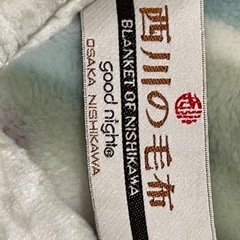 西川の毛布
BLANKET OF NISHIKAWA
good night®
OSAKA NISHIKAWA